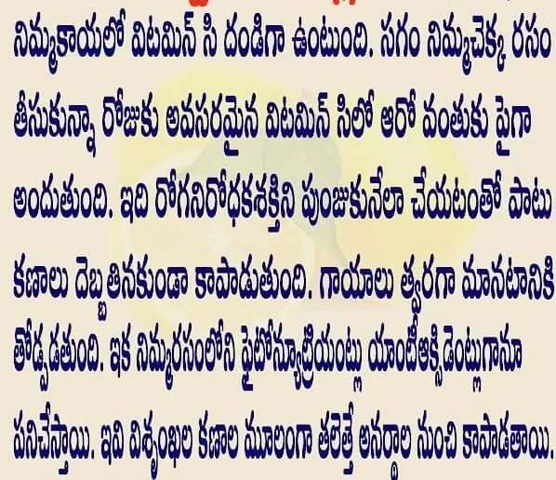 నిమ్మకాయలో విటమిన్ సి దండిగా ఉంటుంది. సగం నిమ్మచెక్క రసం
తీసుకున్నా రోజుకు అవసరమైన విటమిన్ సిలో ఆరో వంతుకు పైగా
అందుతుంది. ఇది రోగనిరోధకశక్తిని పుంజుకునేలా చేయటంతో పాటు
కణాలు దెబ్బతినకుండా కాపాడుతుంది. గాయాలు త్వరగా మానటానికి
తోడ్పడతుంది. ఇక నిమ్మరసంలోని ఫైటోన్యూట్రియంట్లు యాంటీఆక్సిడెంట్లుగానూ
పనిచేస్తాయి. ఇవి విశృంఖల కణాల మూలంగా తలెత్తే అనర్థాల నుంచి కాపాడతాయి.